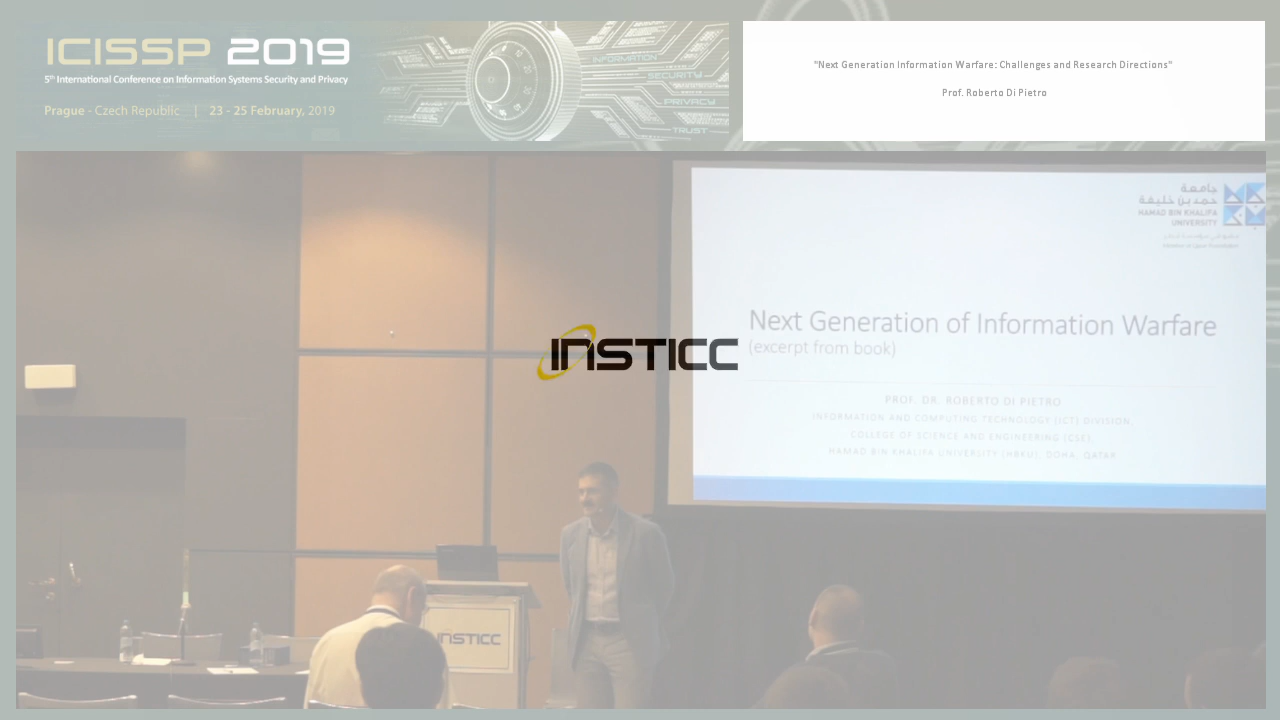 ICISSP 2019
5th International Conference on Information Systems Security and Privacy
Prague - Czech Republic | 23 - 25 February, 2019
INFORMATION
SECURITY
PRIVACY
TRUST
"Next Generation Information Warfare: Challenges and Research Directions"
Prof. Roberto Di Pietro
جامعة
حمد بن خليفة
HAMAD BIN KHALIFA
UNIVERSITY
Next Generation of Information Warfare
(excerpt from book)
PROF. DR. ROBERTO DI PIETRO
INFORMATION AND COMPUTING TECHNOLOGY (ICT) DIVISION,
COLLEGE OF SCIENCE AND ENGINEERING (CSE),
HAMAD BIN KHALIFA UNIVERSITY (HBKU), DOHA, QATAR
INSTICC
INSTICC